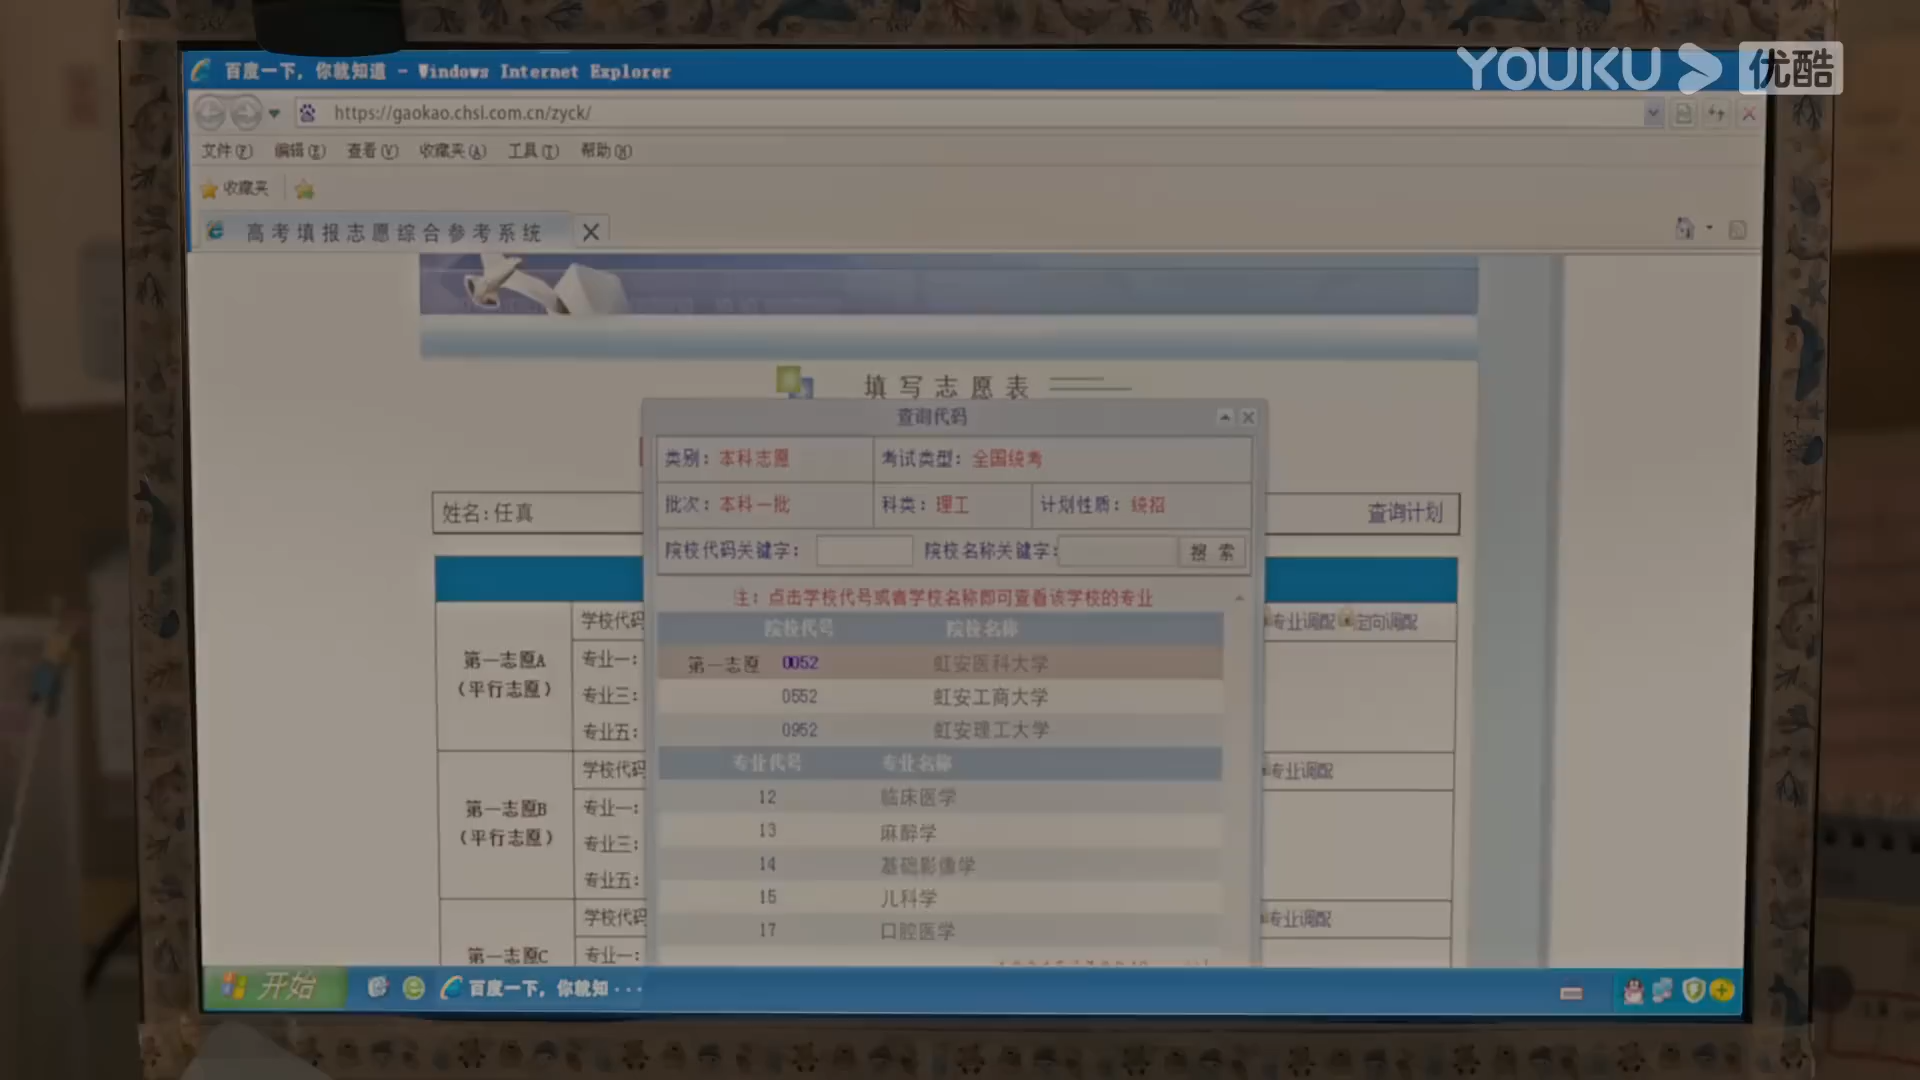 YOUKU 优酷
百度一下，你就知道 - Windows Internet Explorer
https://gaokao.chsi.com.cn/zyck/
文件(F) 编辑(E) 查看(V) 收藏夹(A) 工具(T) 帮助(H)
收藏夹
高考填报志愿综合参考系统
填写志愿表
查询代码
类别：本科志愿 考试类型：全国统考
批次：本科一批 科类：理工 计划性质：统招
姓名：任真 查询计划
院校代码关键字： 院校名称关键字： 搜 索
注：点击学校代号或者学校名称即可查看该学校的专业
学校代码 专业调配 定向调配
院校代号 院校名称
第一志愿A
（平行志愿）
专业一：
专业三：
专业五：
第一志愿 0052 虹安医科大学
0552 虹安工商大学
0952 虹安理工大学
学校代码 专业调配
专业代号 专业名称
第一志愿B
（平行志愿）
专业一：
专业三：
专业五：
12 临床医学
13 麻醉学
14 基础影像学
15 儿科学
17 口腔医学
学校代码 专业调配
第一志愿C
专业一：
开始 百度一下，你就知···